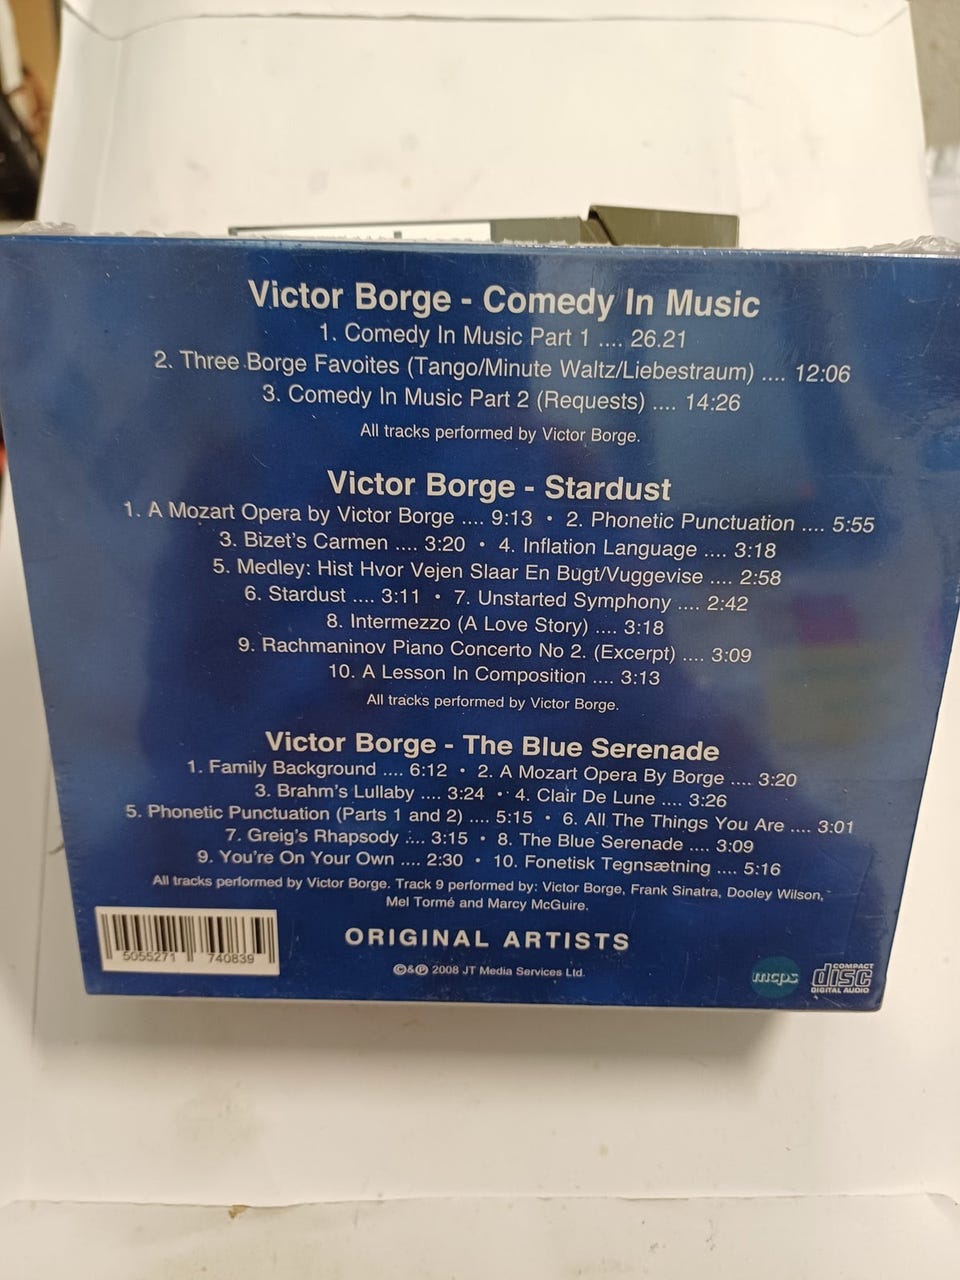 Victor Borge - Comedy In Music
1. Comedy In Music Part 1 .... 26.21
2. Three Borge Favoites (Tango/Minute Waltz/Liebestraum) .... 12:06
3. Comedy In Music Part 2 (Requests) .... 14:26
All tracks performed by Victor Borge.
Victor Borge - Stardust
1. A Mozart Opera by Victor Borge .... 9:13 • 2. Phonetic Punctuation .... 5:55
3. Bizet's Carmen .... 3:20 • 4. Inflation Language .... 3:18
5. Medley: Hist Hvor Vejen Slaar En Bugt/Vuggevise .... 2:58
6. Stardust .... 3:11 • 7. Unstarted Symphony .... 2:42
8. Intermezzo (A Love Story) .... 3:18
9. Rachmaninov Piano Concerto No 2. (Excerpt) .... 3:09
10. A Lesson In Composition .... 3:13
All tracks performed by Victor Borge.
Victor Borge - The Blue Serenade
1. Family Background .... 6:12 • 2. A Mozart Opera By Borge .... 3:20
3. Brahm's Lullaby .... 3:24 • 4. Clair De Lune .... 3:26
5. Phonetic Punctuation (Parts 1 and 2) .... 5:15 • 6. All The Things You Are .... 3:01
7. Greig's Rhapsody .... 3:15 • 8. The Blue Serenade .... 3:09
9. You're On Your Own .... 2:30 • 10. Fonetisk Tegnsætning .... 5:16
All tracks performed by Victor Borge. Track 9 performed by: Victor Borge, Frank Sinatra, Dooley Wilson,
Mel Tormé and Marcy McGuire.
ORIGINAL ARTISTS
©&℗ 2008 JT Media Services Ltd.
5055271 740839
mcps
COMPACT
disc
DIGITAL AUDIO